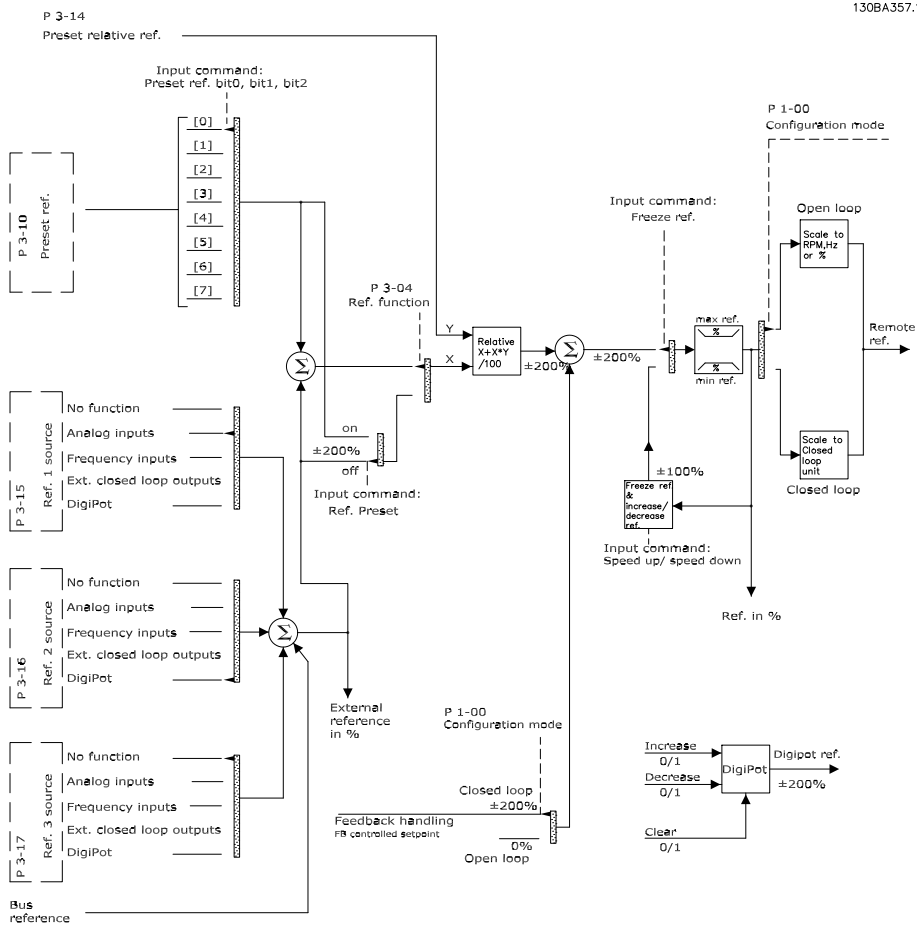 130BA357.
P 3-14
Preset relative ref.
Input command:
Preset ref. bit0, bit1, bit2
P 1-00
Configuration mode
[0]
[1]
[2]
[3]
[4]
[5]
[6]
[7]
P 3-10
Preset ref.
Input command:
Freeze ref.
Open loop
Scale to
RPM,Hz
or %
P 3-04
Ref. function
Y
X
Relative
X+X*Y
/100
±200%
Σ
±200%
max ref.
%
%
min ref.
Remote
ref.
Σ
on
±200%
off
Input command:
Ref. Preset
P 3-15
Ref. 1 source
No function
Analog inputs
Frequency inputs
Ext. closed loop outputs
DigiPot
±100%
Freeze ref
&
increase/
decrease
ref.
Input command:
Speed up/ speed down
Scale to
Closed
loop
unit
Closed loop
Ref. in %
P 3-16
Ref. 2 source
No function
Analog inputs
Frequency inputs
Ext. closed loop outputs
DigiPot
Σ
External
reference
in %
P 3-17
Ref. 3 source
No function
Analog inputs
Frequency inputs
Ext. closed loop outputs
DigiPot
P 1-00
Configuration mode
Closed loop
±200%
Feedback handling
FB controlled setpoint
0%
Open loop
Increase
0/1
Decrease
0/1
Clear
0/1
DigiPot
Digipot ref.
±200%
Bus
reference